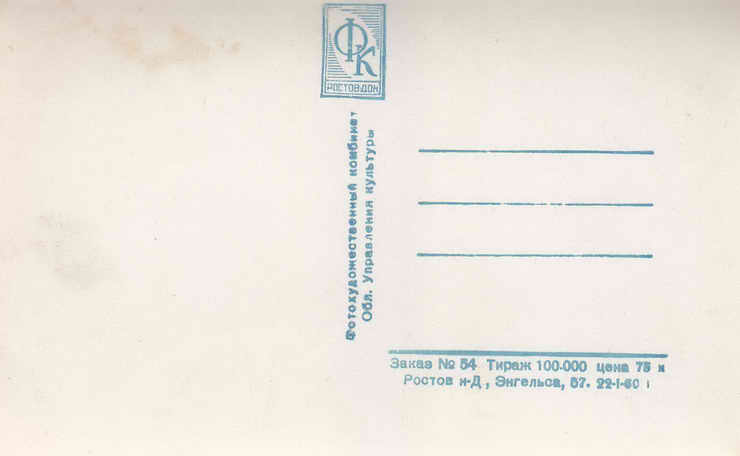 ФК
РОСТОВ-ДОН
Фотохудожественный комбинат
Обл. Управления культуры
Заказ № 54 Тираж 100-000 цена 75 к
Ростов н-Д, Энгельса, 57. 22-1-60 г